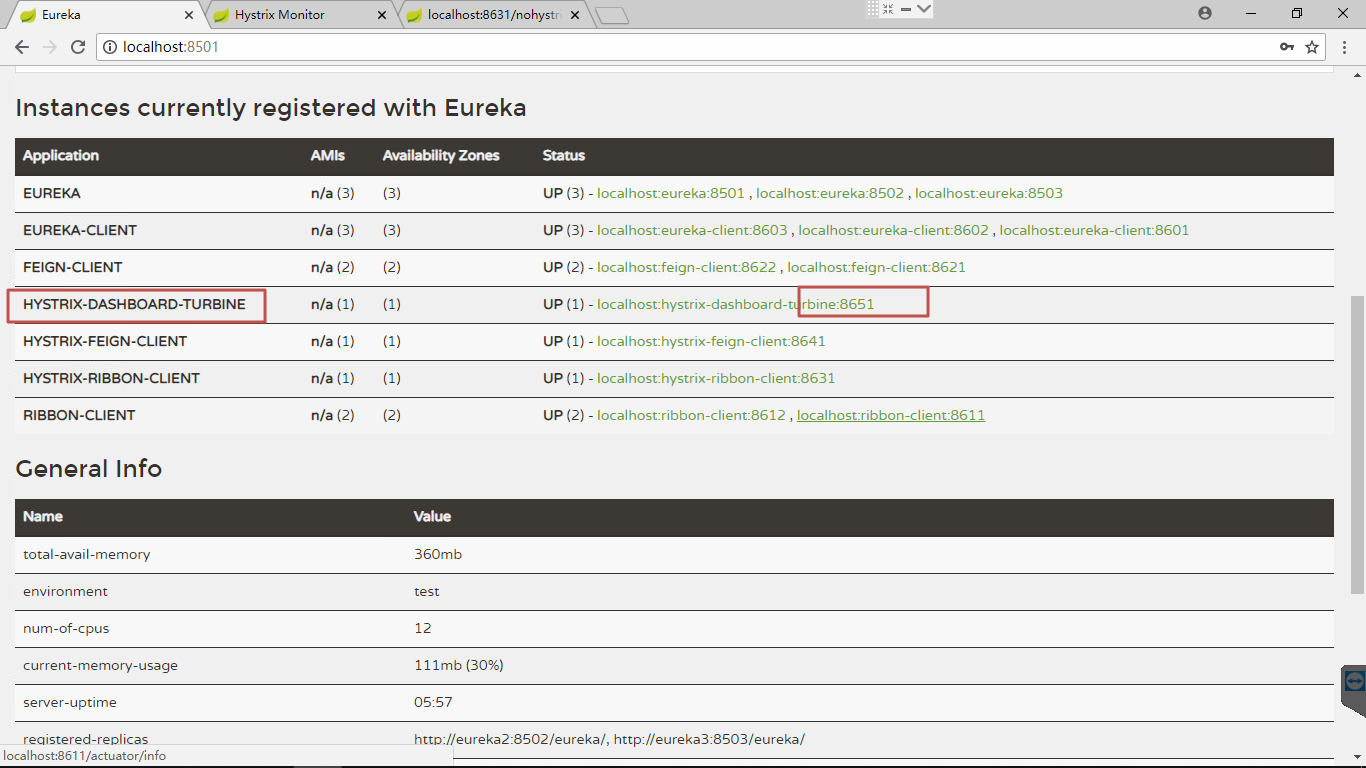 Eureka
Hystrix Monitor
localhost:8631/nohystri
localhost:8501
Instances currently registered with Eureka
Application AMIs Availability Zones Status
EUREKA n/a (3) (3) UP (3) - localhost:eureka:8501 , localhost:eureka:8502 , localhost:eureka:8503
EUREKA-CLIENT n/a (3) (3) UP (3) - localhost:eureka-client:8603 , localhost:eureka-client:8602 , localhost:eureka-client:8601
FEIGN-CLIENT n/a (2) (2) UP (2) - localhost:feign-client:8622 , localhost:feign-client:8621
HYSTRIX-DASHBOARD-TURBINE n/a (1) (1) UP (1) - localhost:hystrix-dashboard-turbine:8651
HYSTRIX-FEIGN-CLIENT n/a (1) (1) UP (1) - localhost:hystrix-feign-client:8641
HYSTRIX-RIBBON-CLIENT n/a (1) (1) UP (1) - localhost:hystrix-ribbon-client:8631
RIBBON-CLIENT n/a (2) (2) UP (2) - localhost:ribbon-client:8612 , localhost:ribbon-client:8611
General Info
Name Value
total-avail-memory 360mb
environment test
num-of-cpus 12
current-memory-usage 111mb (30%)
server-uptime 05:57
registered-replicas http://eureka2:8502/eureka/, http://eureka3:8503/eureka/
localhost:8611/actuator/info